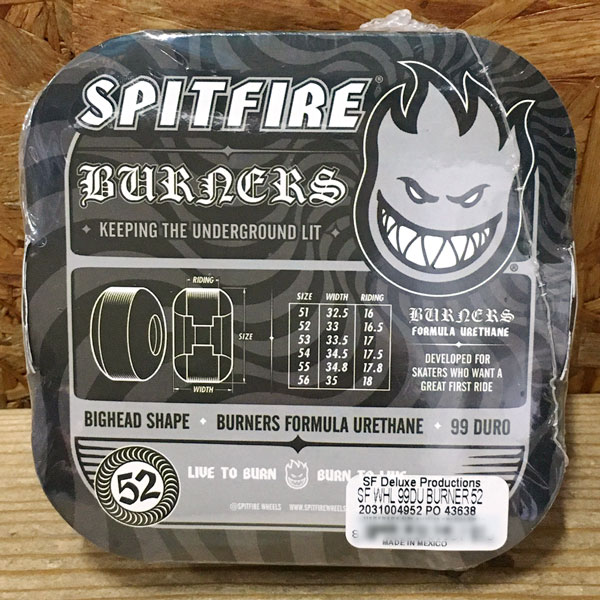 SPITFIRE
BURNERS
KEEPING THE UNDERGROUND LIT
RIDING
SIZE
WIDTH
SIZE WIDTH RIDING
51 32.5 16
52 33 16.5
53 33.5 17
54 34.5 17.5
55 34.8 17.8
56 35 18
BURNERS
FORMULA URETHANE
DEVELOPED FOR
SKATERS WHO WANT A
GREAT FIRST RIDE
BIGHEAD SHAPE BURNERS FORMULA URETHANE 99 DURO
52
LIVE TO BURN BURN TO LIVE
@SPITFIRE WHEELS WWW.SPITFIREWHEELS
SF Deluxe Productions
SF WHL 99DU BURNER 52
2031004952 PO 43638
MADE IN MEXICO